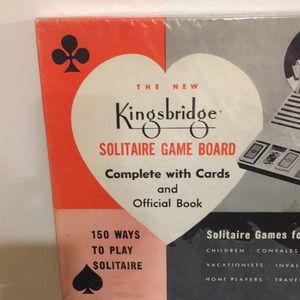 THE NEW
Kingsbridge
SOLITAIRE GAME BOARD
Complete with Cards
and
Official Book
150 WAYS
TO PLAY
SOLITAIRE
Solitaire Games fo
CHILDREN · CONVALES
VACATIONISTS · INVAL
HOME PLAYERS · TRAVE